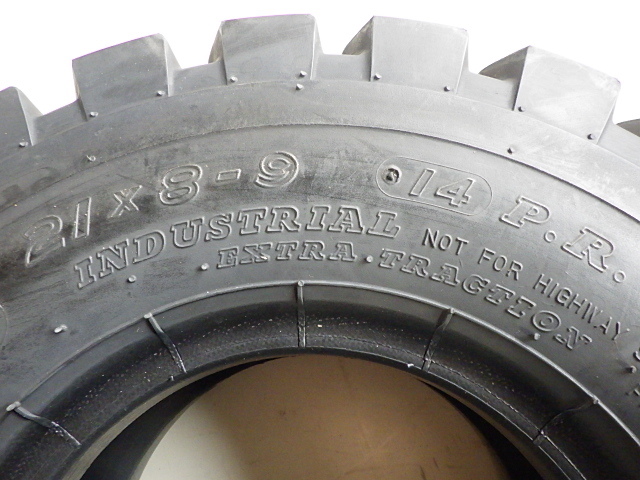 21x8-9 14 P.R.
INDUSTRIAL
EXTRA TRACTION
NOT FOR HIGHWAY